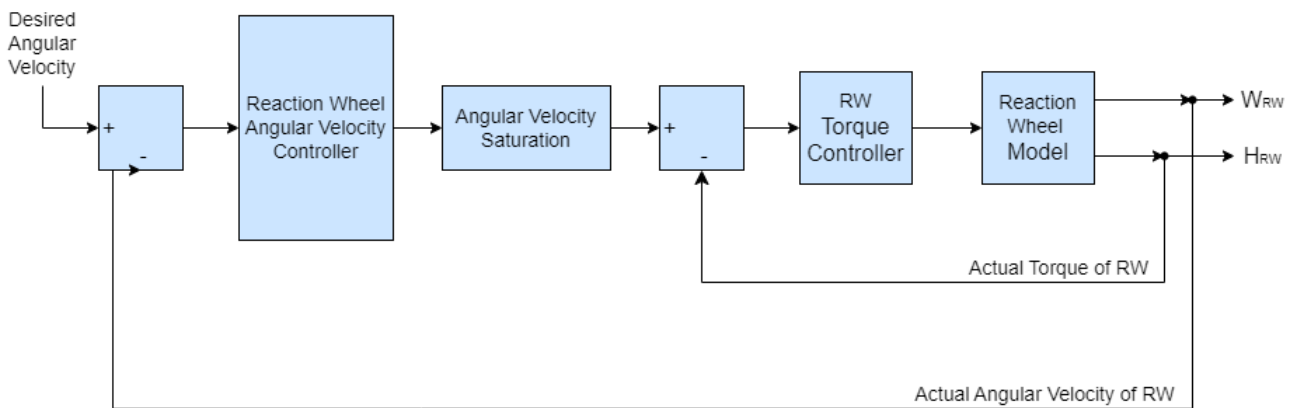 Desired
Angular
Velocity
+
-
Reaction Wheel
Angular Velocity
Controller
Angular Velocity
Saturation
+
-
RW
Torque
Controller
Reaction
Wheel
Model
WRW
HRW
Actual Torque of RW
Actual Angular Velocity of RW